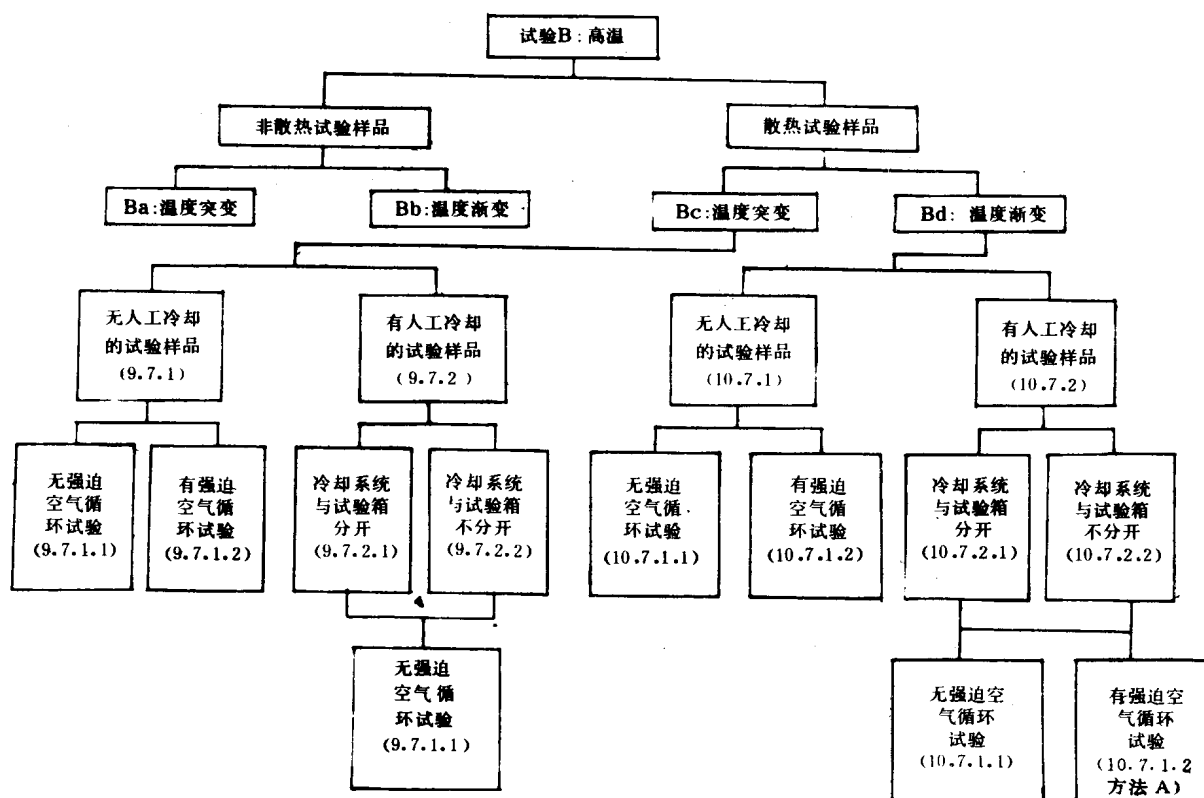 试验B:高温
非散热试验样品
散热试验样品
Ba:温度突变
Bb:温度渐变
Bc:温度突变
Bd: 温度渐变
无人工冷却
的试验样品
(9.7.1)
有人工冷却
的试验样品
(9.7.2)
无人工冷却
的试验样品
(10.7.1)
有人工冷却
的试验样品
(10.7.2)
无强迫
空气循
环试验
(9.7.1.1)
有强迫
空气循
环试验
(9.7.1.2)
冷却系统
与试验箱
分开
(9.7.2.1)
冷却系统
与试验箱
不分开
(9.7.2.2)
无强迫
空气循
环试验
(10.7.1.1)
有强迫
空气循
环试验
(10.7.1.2)
冷却系统
与试验箱
分开
(10.7.2.1)
冷却系统
与试验箱
不分开
(10.7.2.2)
无强迫
空气循
环试验
(9.7.1.1)
无强迫空
气循环
试验
(10.7.1.1)
有强迫空
气循环
试验
(10.7.1.2
方法A)